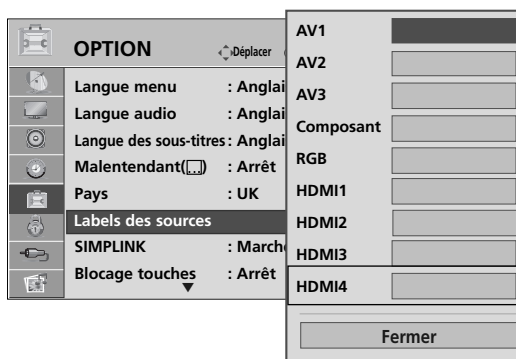 OPTION
Déplacer
Langue menu : Anglai
Langue audio : Anglai
Langue des sous-titres : Anglai
Malentendant( ) : Arrêt
Pays : UK
Labels des sources
SIMPLINK : Marche
Blocage touches : Arrêt
AV1
AV2
AV3
Composant
RGB
HDMI1
HDMI2
HDMI3
HDMI4
Fermer